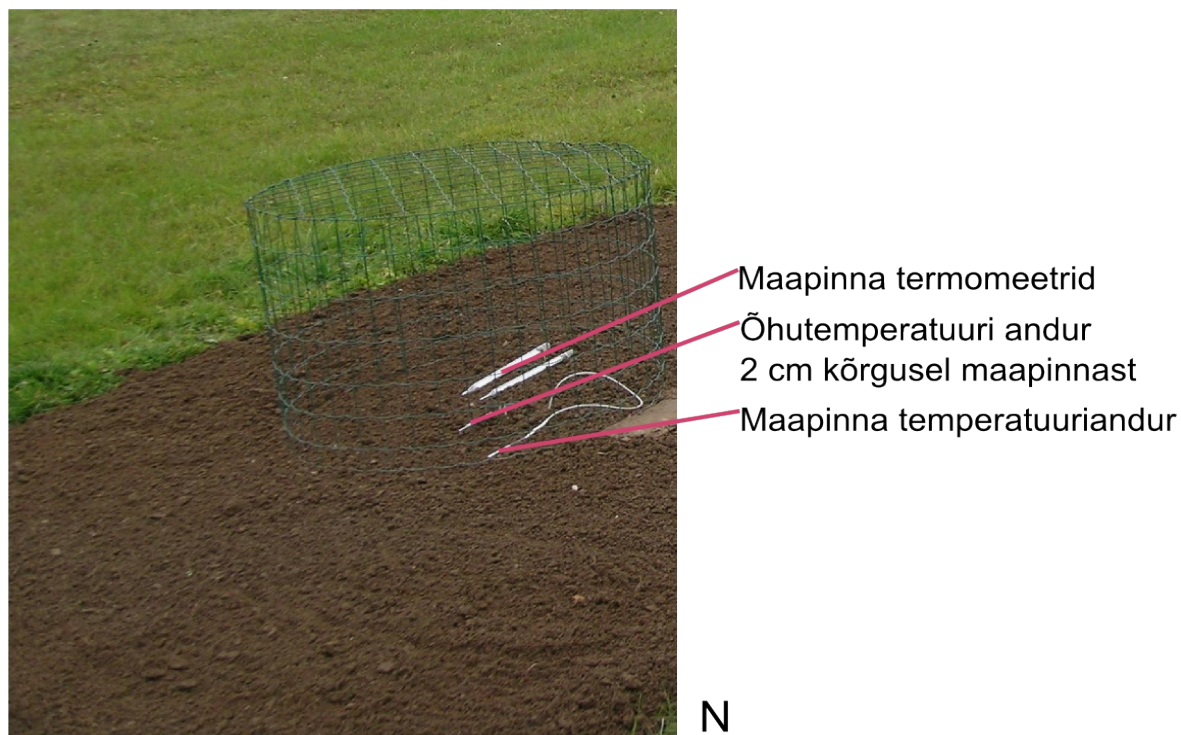 Maapinna termomeetrid
Õhutemperatuuri andur
2 cm kõrgusel maapinnast
Maapinna temperatuuriandur
N